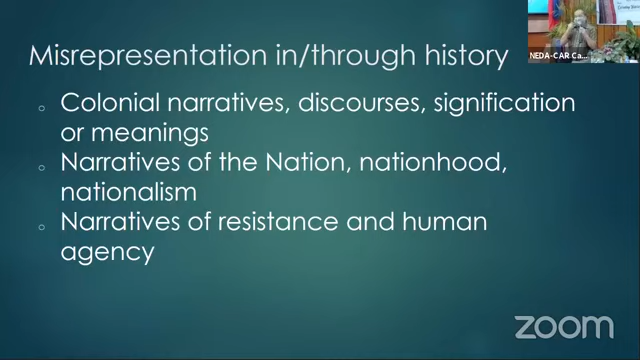 NEDA-CAR Ca...
Misrepresentation in/through history
Colonial narratives, discourses, signification
or meanings
Narratives of the Nation, nationhood,
nationalism
Narratives of resistance and human
agency
zoom